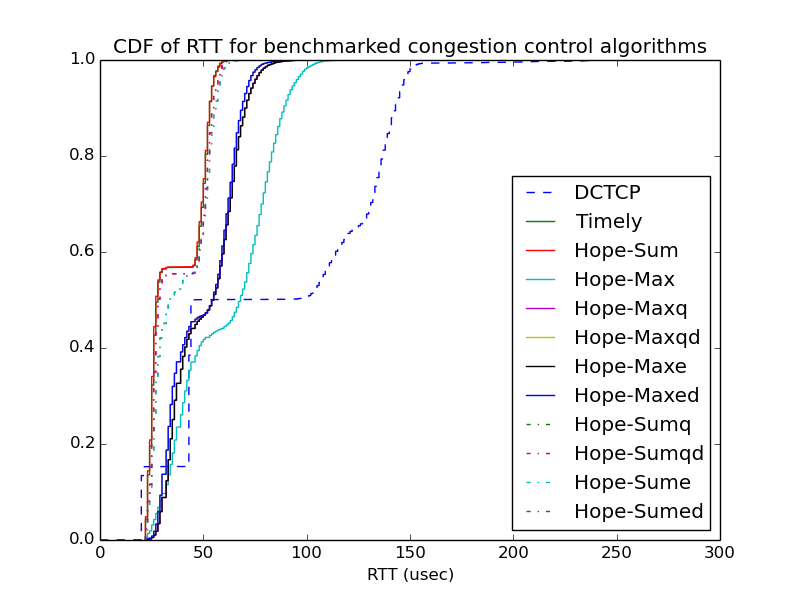 CDF of RTT for benchmarked congestion control algorithms
1.0
0.8
0.6
0.4
0.2
0.0
0 50 100 150 200 250 300
RTT (usec)
DCTCP
Timely
Hope-Sum
Hope-Max
Hope-Maxq
Hope-Maxqd
Hope-Maxe
Hope-Maxed
Hope-Sumq
Hope-Sumqd
Hope-Sume
Hope-Sumed